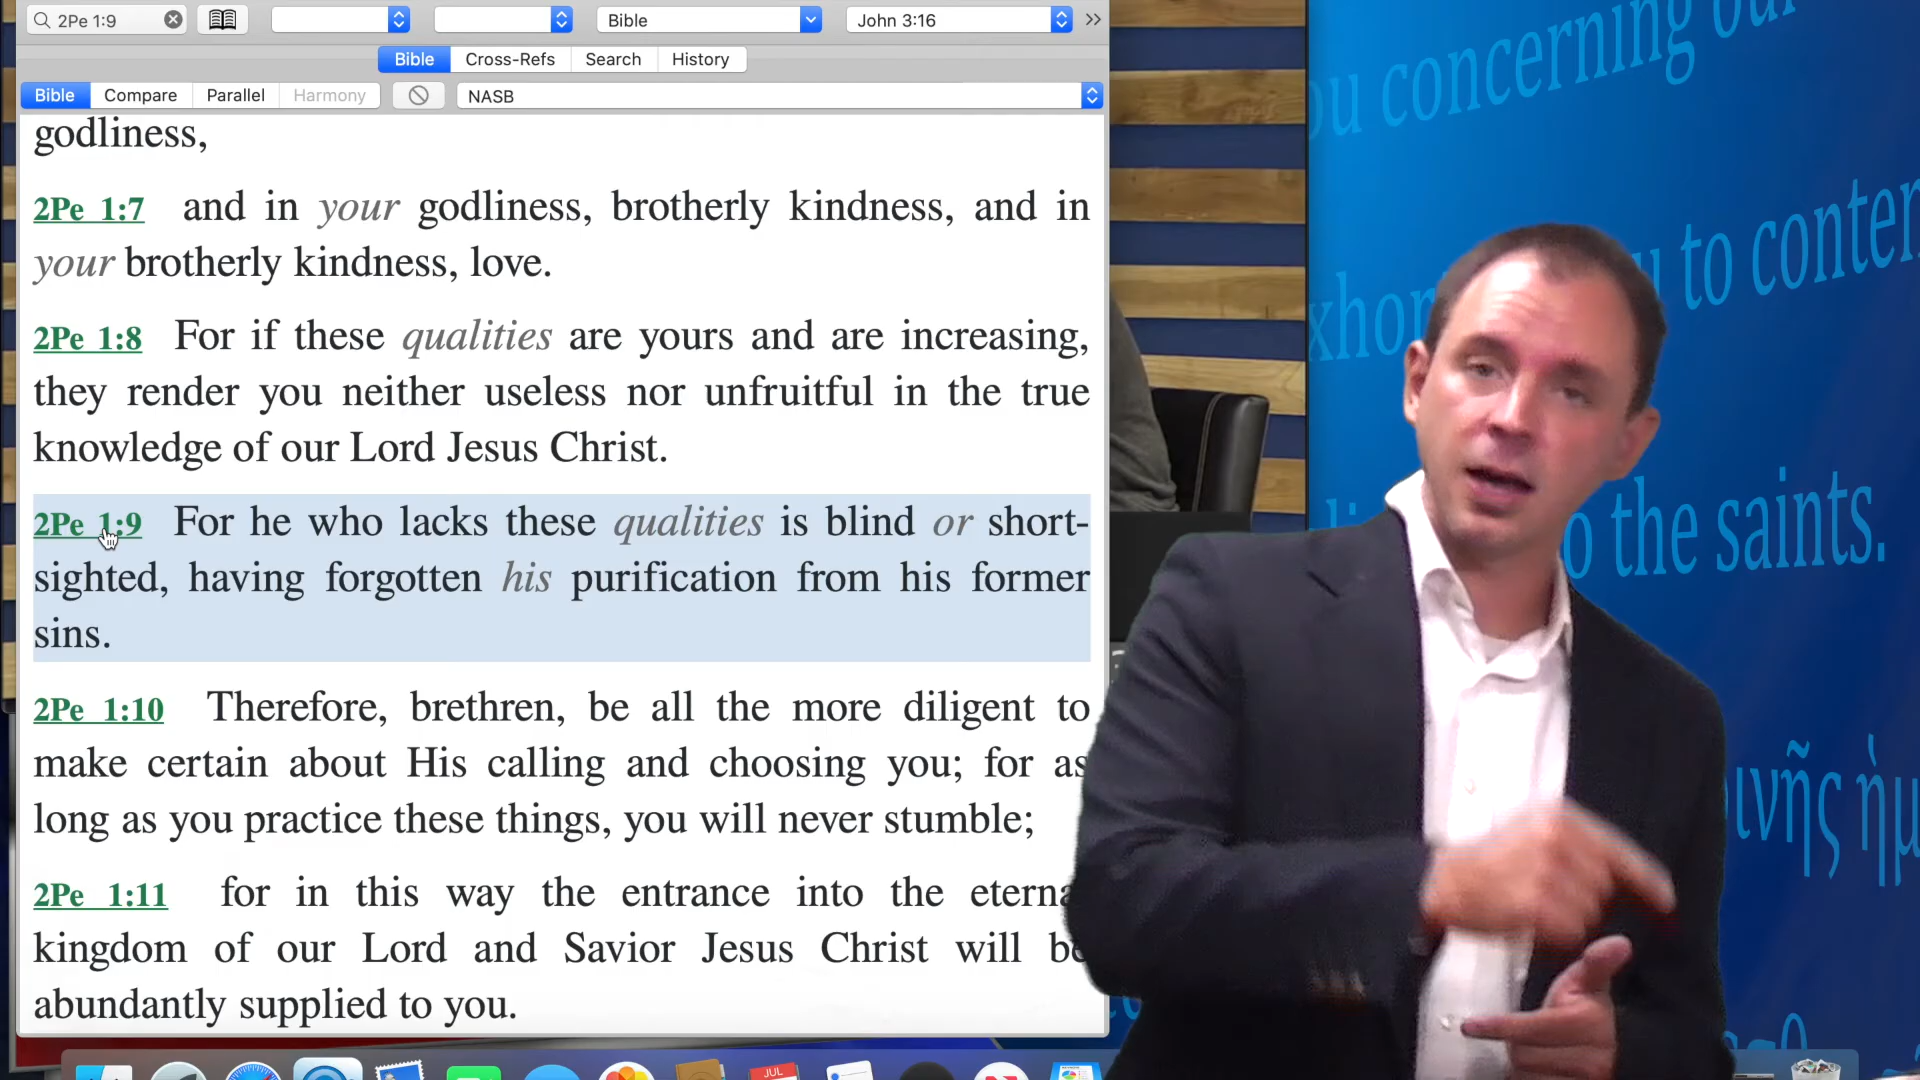 2Pe 1:9
Bible
John 3:16
Bible Cross-Refs Search History
Bible Compare Parallel Harmony
NASB
godliness,
2Pe 1:7 and in your godliness, brotherly kindness, and in
your brotherly kindness, love.
2Pe 1:8 For if these qualities are yours and are increasing,
they render you neither useless nor unfruitful in the true
knowledge of our Lord Jesus Christ.
2Pe 1:9 For he who lacks these qualities is blind or short-
sighted, having forgotten his purification from his former
sins.
2Pe 1:10 Therefore, brethren, be all the more diligent to
make certain about His calling and choosing you; for as
long as you practice these things, you will never stumble;
2Pe 1:11 for in this way the entrance into the eterna
kingdom of our Lord and Savior Jesus Christ will be
abundantly supplied to you.
JUL
ou concerning our
xhor u to conten
o the saints.
ινῆς ἡμ